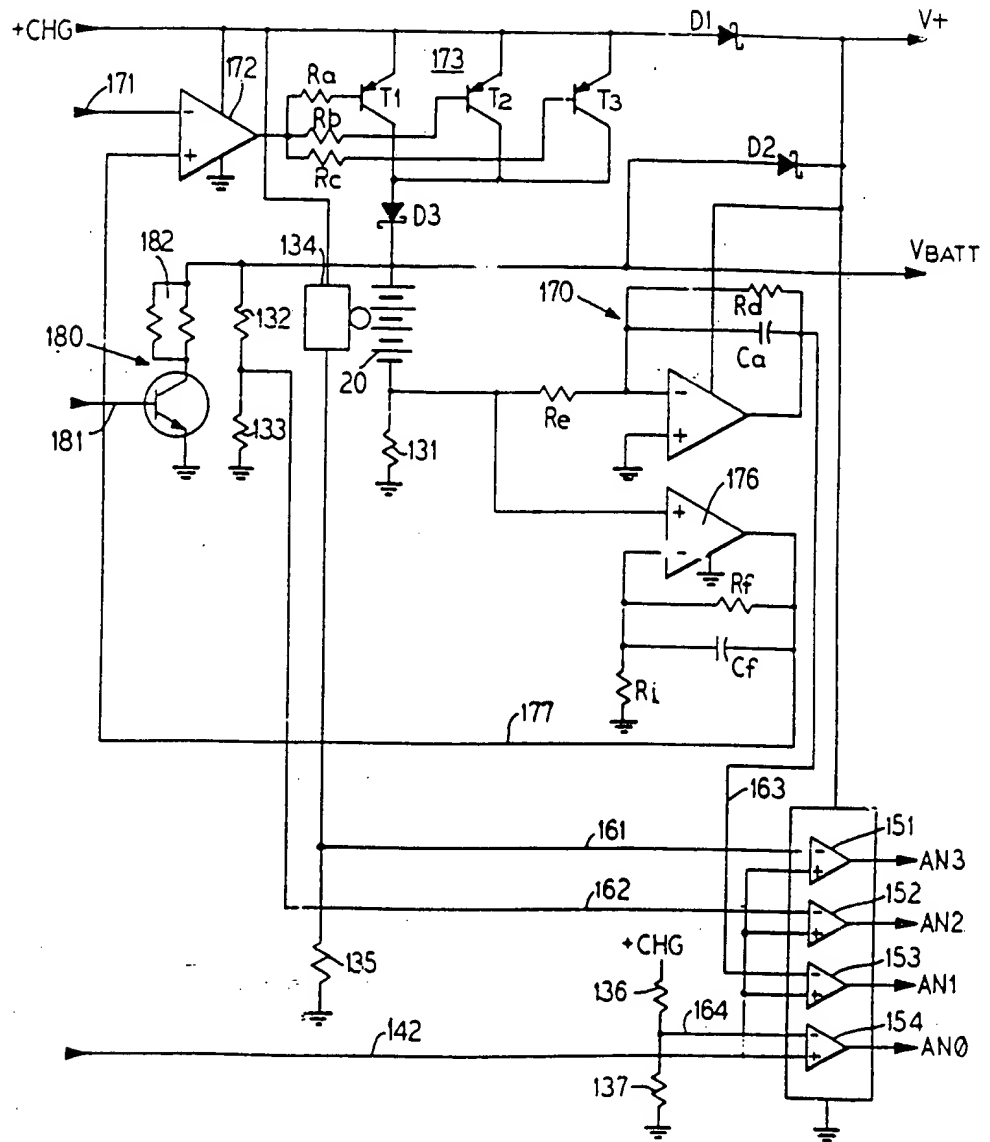 +CHG
D1
V+
171
172
Ra
173
T1
T2
T3
Rb
Rc
D2
D3
134
VBATT
182
170
Rd
132
Ca
180
20
Re
181
133
131
176
Rf
Cf
Ri
177
163
151
161
AN3
152
162
AN2
+CHG
153
135
136
AN1
164
154
142
AN0
137
-
+
-
+
+
-
-
+
-
+
-
+
-
+